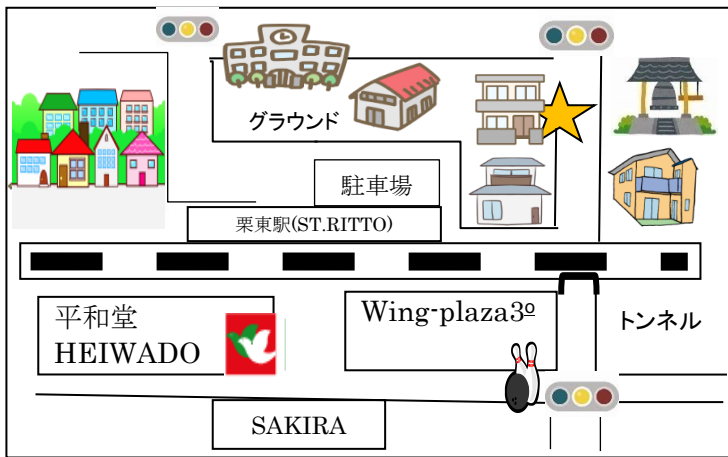 グラウンド
駐車場
栗東駅(ST.RITTO)
平和堂
HEIWADO
Wing-plaza3º
トンネル
SAKIRA